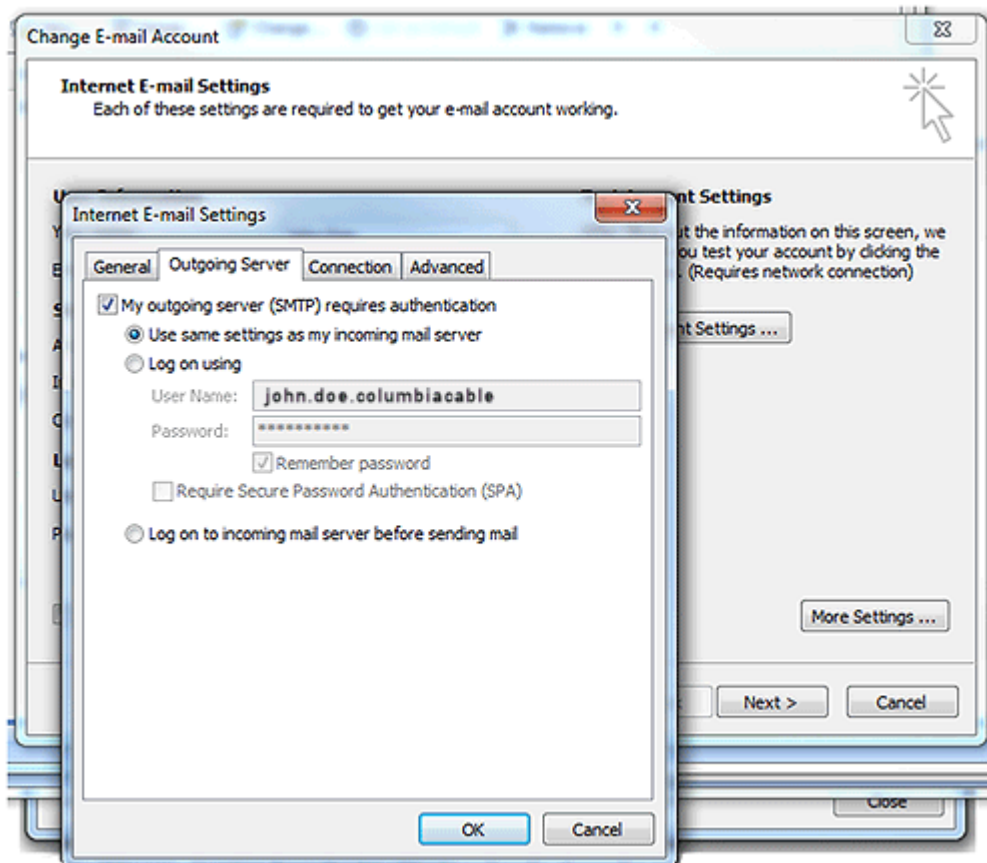 Change E-mail Account
Internet E-mail Settings
Each of these settings are required to get your e-mail account working.
Internet E-mail Settings
General
Outgoing Server
Connection
Advanced
My outgoing server (SMTP) requires authentication
Use same settings as my incoming mail server
Log on using
User Name:
john.doe.columbiacable
Password:
**********
Remember password
Require Secure Password Authentication (SPA)
Log on to incoming mail server before sending mail
OK
Cancel
Settings
the information on this screen, we
test your account by clicking the
(Requires network connection)
Settings ...
More Settings ...
Next >
Cancel
Close